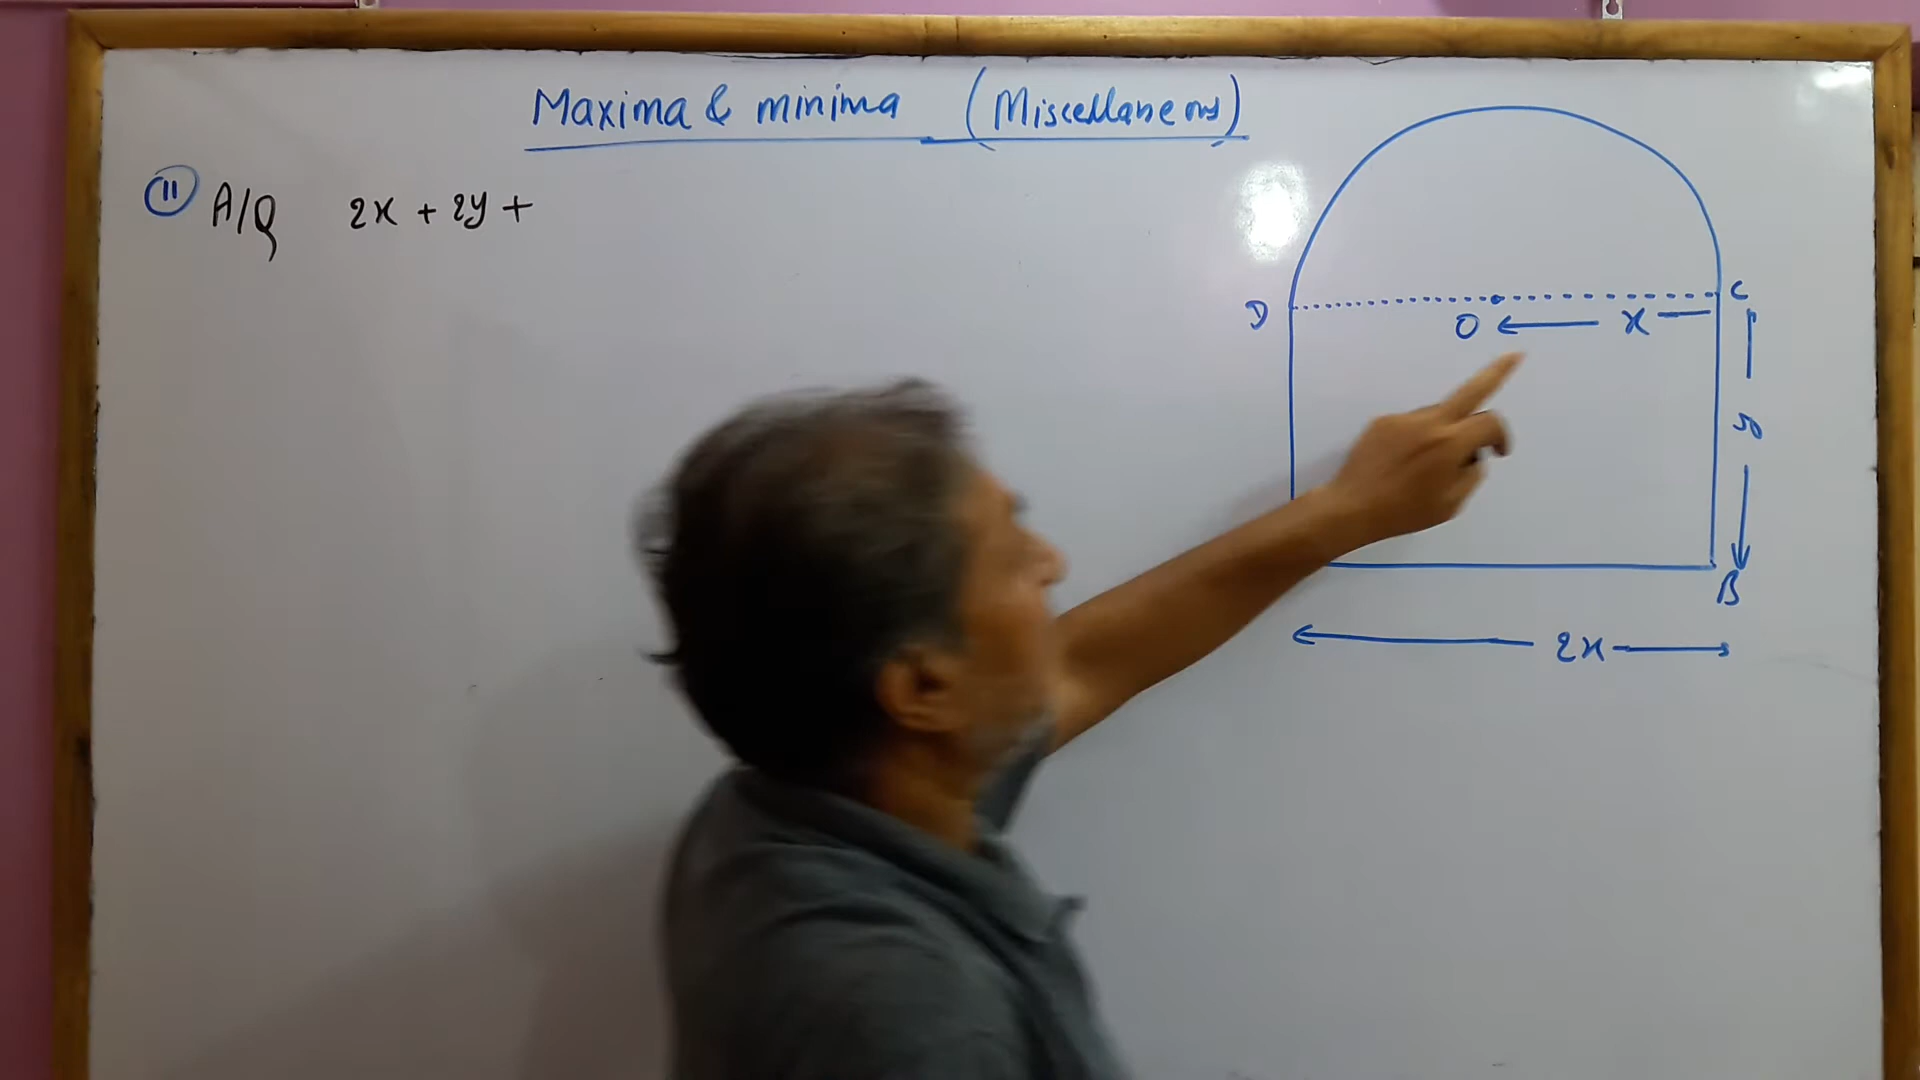 Maxima & minima (Miscellaneous)
11 A/Q 2x + 2y +
D C
O x
y
B
2x